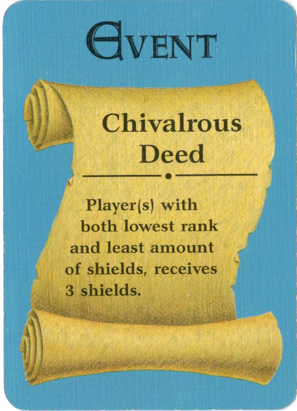 Event
Chivalrous
Deed
Player(s) with
both lowest rank
and least amount
of shields, receives
3 shields.